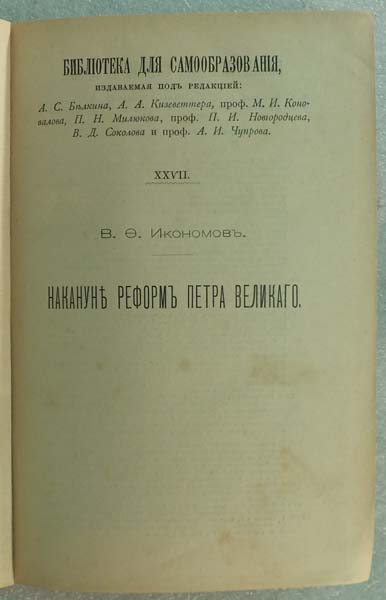 БИБЛІОТЕКА ДЛЯ САМООБРАЗОВАНІЯ,
ИЗДАВАЕМАЯ ПОДЪ РЕДАКЦІЕЙ:
А. С. Бѣлкина, А. А. Кизеветтера, проф. М. И. Коно-
валова, П. Н. Милюкова, проф. П. И. Новгородцева,
В. Д. Соколова и проф. А. И. Чупрова.
XXVII.
В. Ѳ. Икономовъ.
НАКАНУНѢ РЕФОРМЪ ПЕТРА ВЕЛИКАГО.